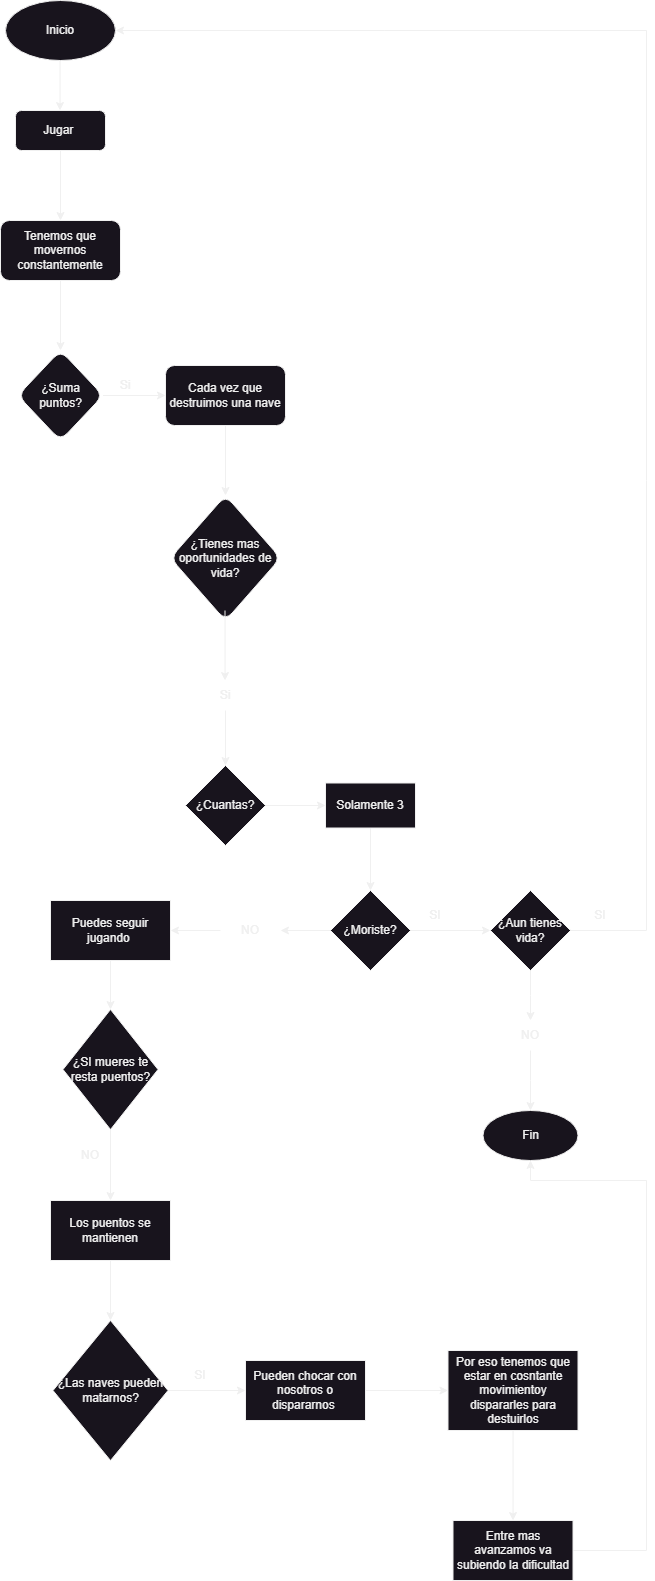 Inicio
Jugar
Tenemos que
movernos
constantemente
¿Suma
puntos?
Si
Cada vez que
destruimos una nave
¿Tienes mas
oportunidades de
vida?
Si
¿Cuantas?
Solamente 3
Puedes seguir
jugando
NO
¿Moriste?
SI
¿Aun tienes
vida?
SI
NO
¿SI mueres te
resta puentos?
NO
Fin
Los puentos se
mantienen
¿Las naves pueden
matarnos?
SI
Pueden chocar con
nosotros o
dispararnos
Por eso tenemos que
estar en cosntante
movimientoy
dispararles para
destuirlos
Entre mas
avanzamos va
subiendo la dificultad